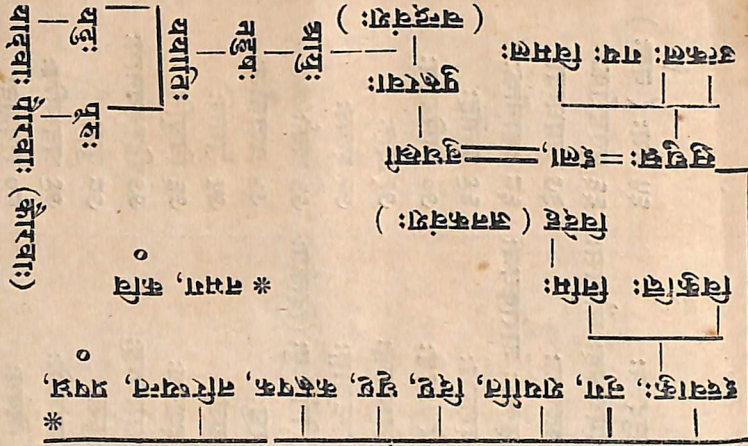 *
इक्ष्वाकुः, नृग, शर्याति, दिष्ट, धृष्ट, करूषक, नरिष्यन्त, पृषध्र,
विकुक्षिः निमिः
* नभग, कवि
विदेह ( जनकवंशः )
सुद्युम्नः = इला, बुधस्त्री
उत्कलः गयः विमलः
पुरूरवा
( चन्द्रवंशः )
आयुः
नहुषः
ययातिः
यदुः पूरुः
यादवाः पौरवाः (कौरवाः)